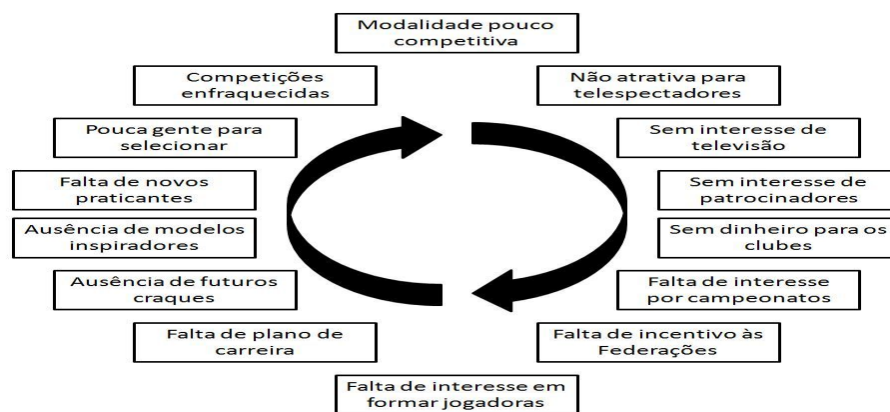 Modalidade pouco
competitiva
Não atrativa para
telespectadores
Sem interesse de
televisão
Sem interesse de
patrocinadores
Sem dinheiro para os
clubes
Falta de interesse
por campeonatos
Falta de incentivo às
Federações
Falta de interesse em
formar jogadoras
Falta de plano de
carreira
Ausência de futuros
craques
Ausência de modelos
inspiradores
Falta de novos
praticantes
Pouca gente para
selecionar
Competições
enfraquecidas